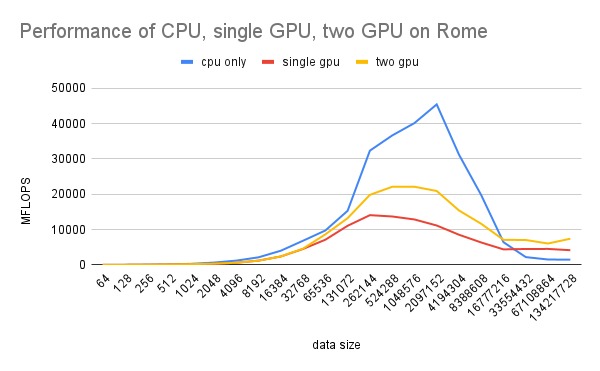 Performance of CPU, single GPU, two GPU on Rome
cpu only single gpu two gpu
50000
40000
30000
20000
10000
0
MFLOPS
64 128 256 512 1024 2048 4096 8192 16384 32768 65536 131072 262144 524288 1048576 2097152 4194304 8388608 16777216 33554432 67108864 134217728
data size